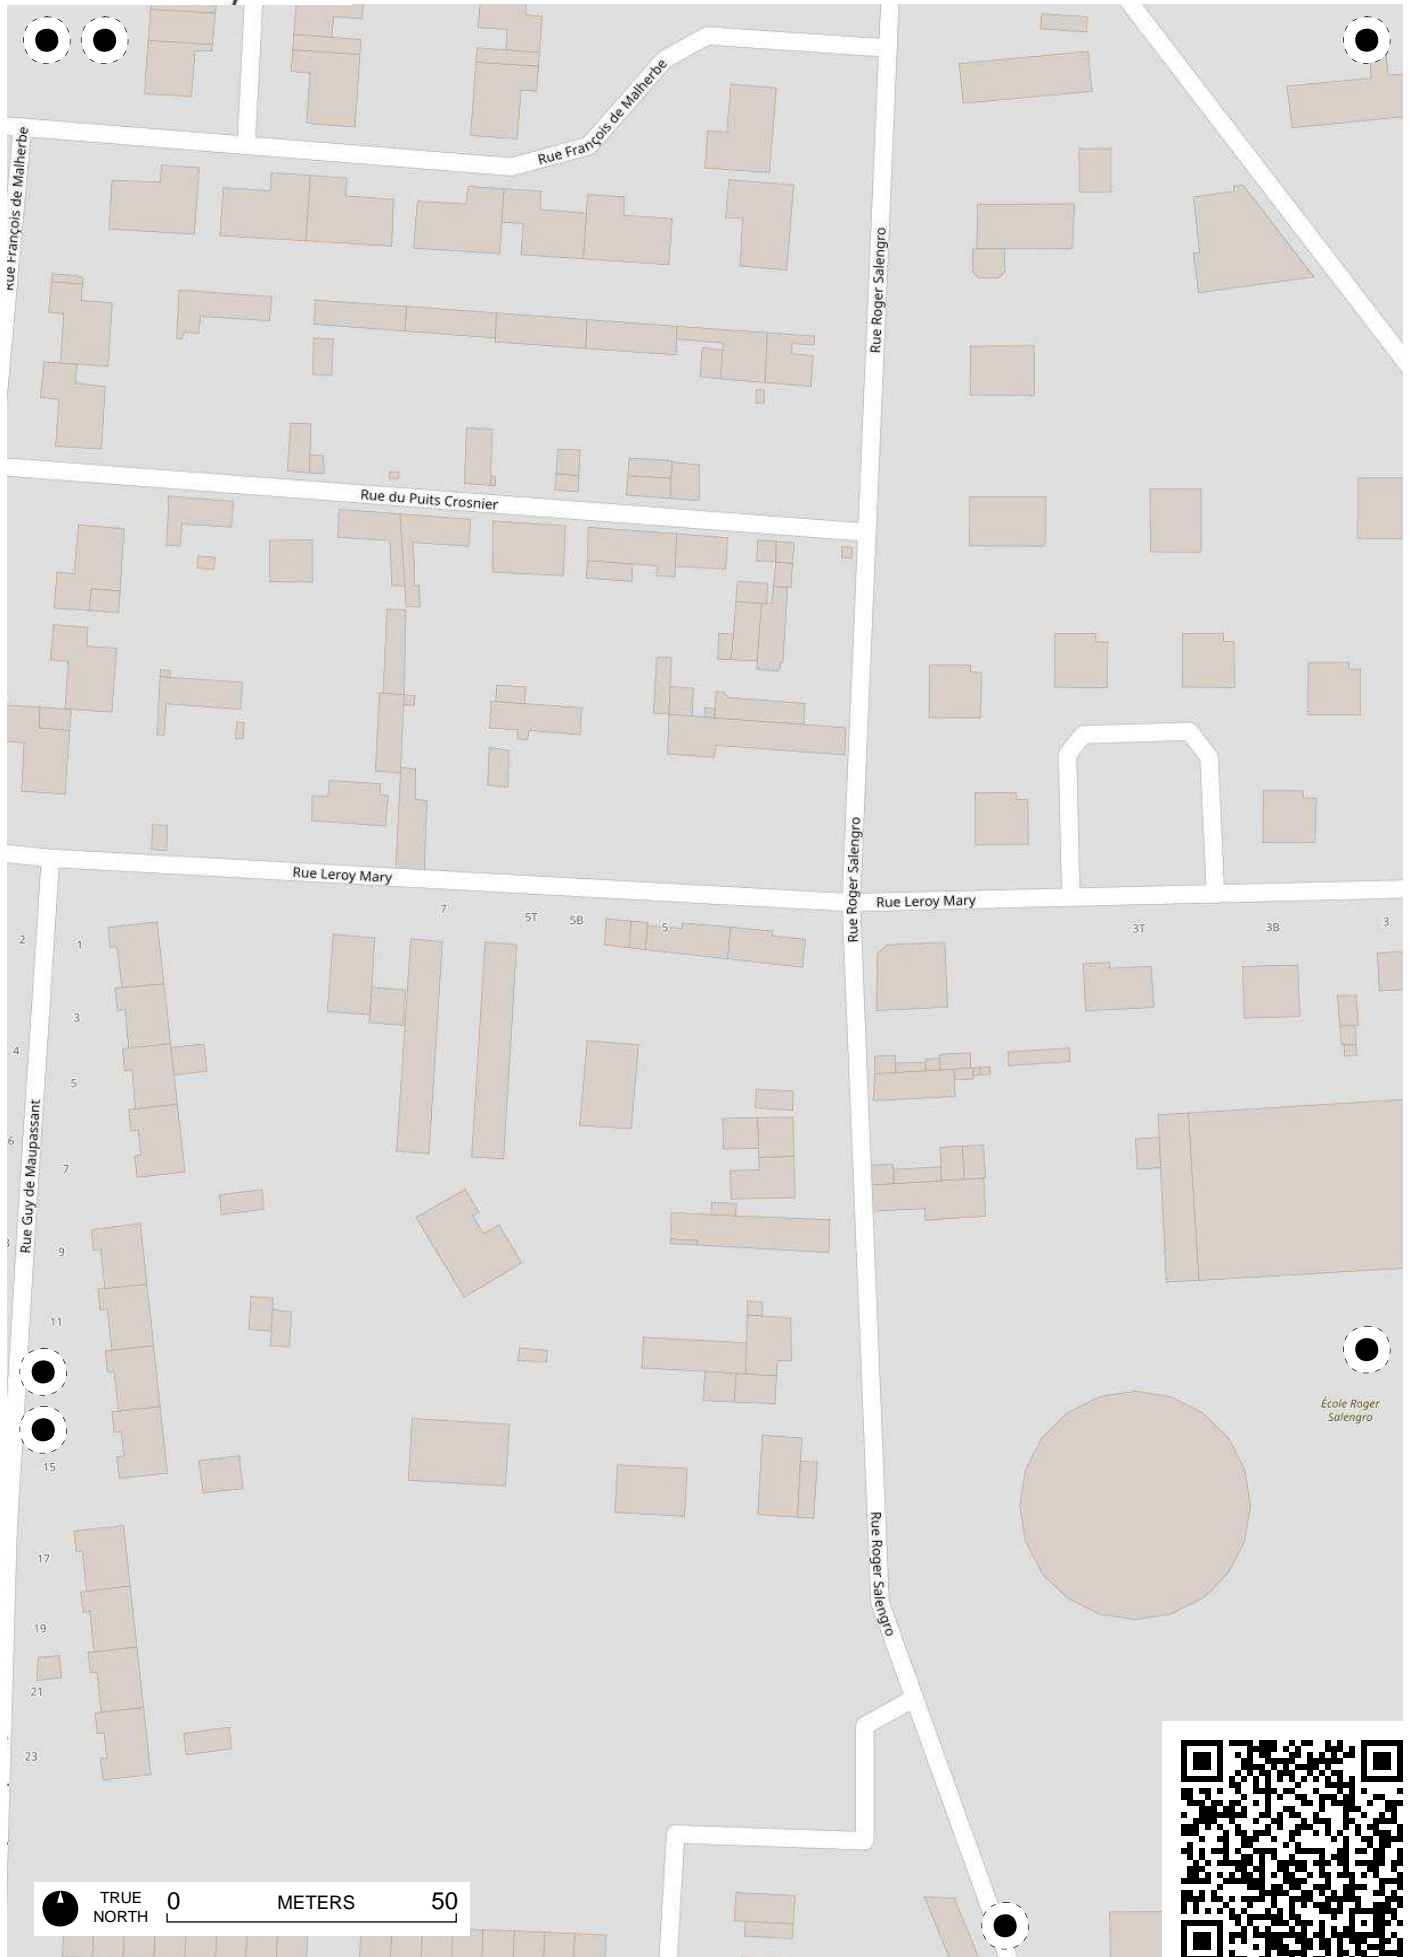 Rue François de Malherbe
Rue François de Malherbe
Rue Roger Salengro
Rue du Puits Crosnier
Rue Roger Salengro
Rue Leroy Mary
Rue Leroy Mary
7
5T
5B
5
3T
3B
3
2
1
3
4
5
6
7
Rue Guy de Maupassant
9
11
École Roger
Salengro
15
Rue Roger Salengro
17
19
21
23
TRUE
NORTH
0
METERS
50